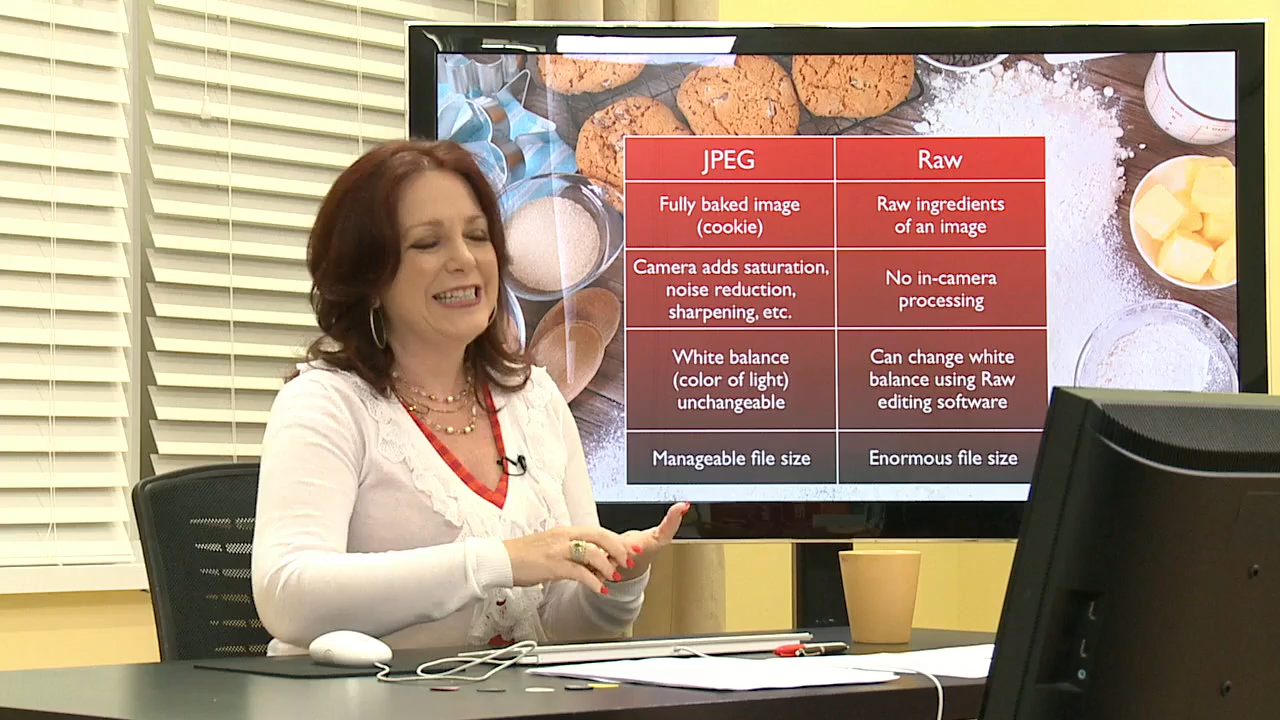 JPEG
Raw
Fully baked image
(cookie)
Raw ingredients
of an image
Camera adds saturation,
noise reduction,
sharpening, etc.
No in-camera
processing
White balance
(color of light)
unchangeable
Can change white
balance using Raw
editing software
Manageable file size
Enormous file size